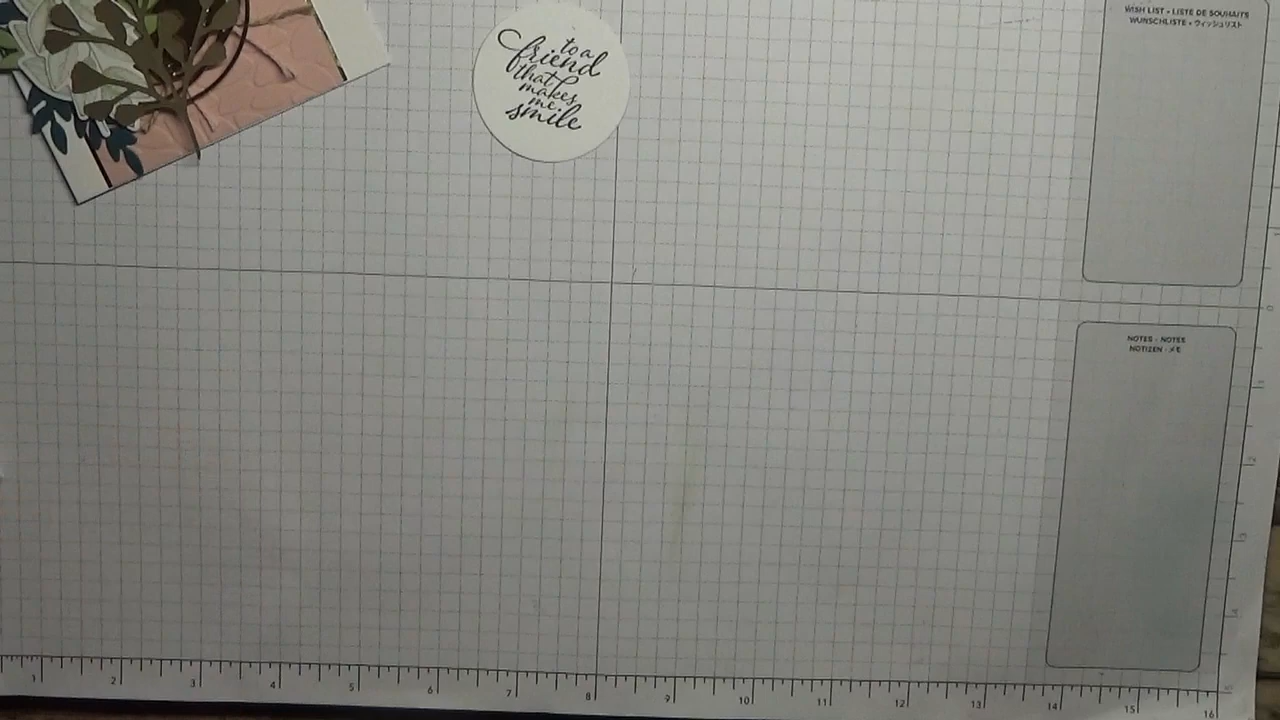 to a
friend
that
makes
me
smile
WISH LIST • LISTE DE SOUHAITS
WUNSCHLISTE • ウィッシュリスト
NOTES • NOTES
NOTIZEN • メモ
1 2 3 4 5 6 7 8 9 10 11 12 13 14 15 16